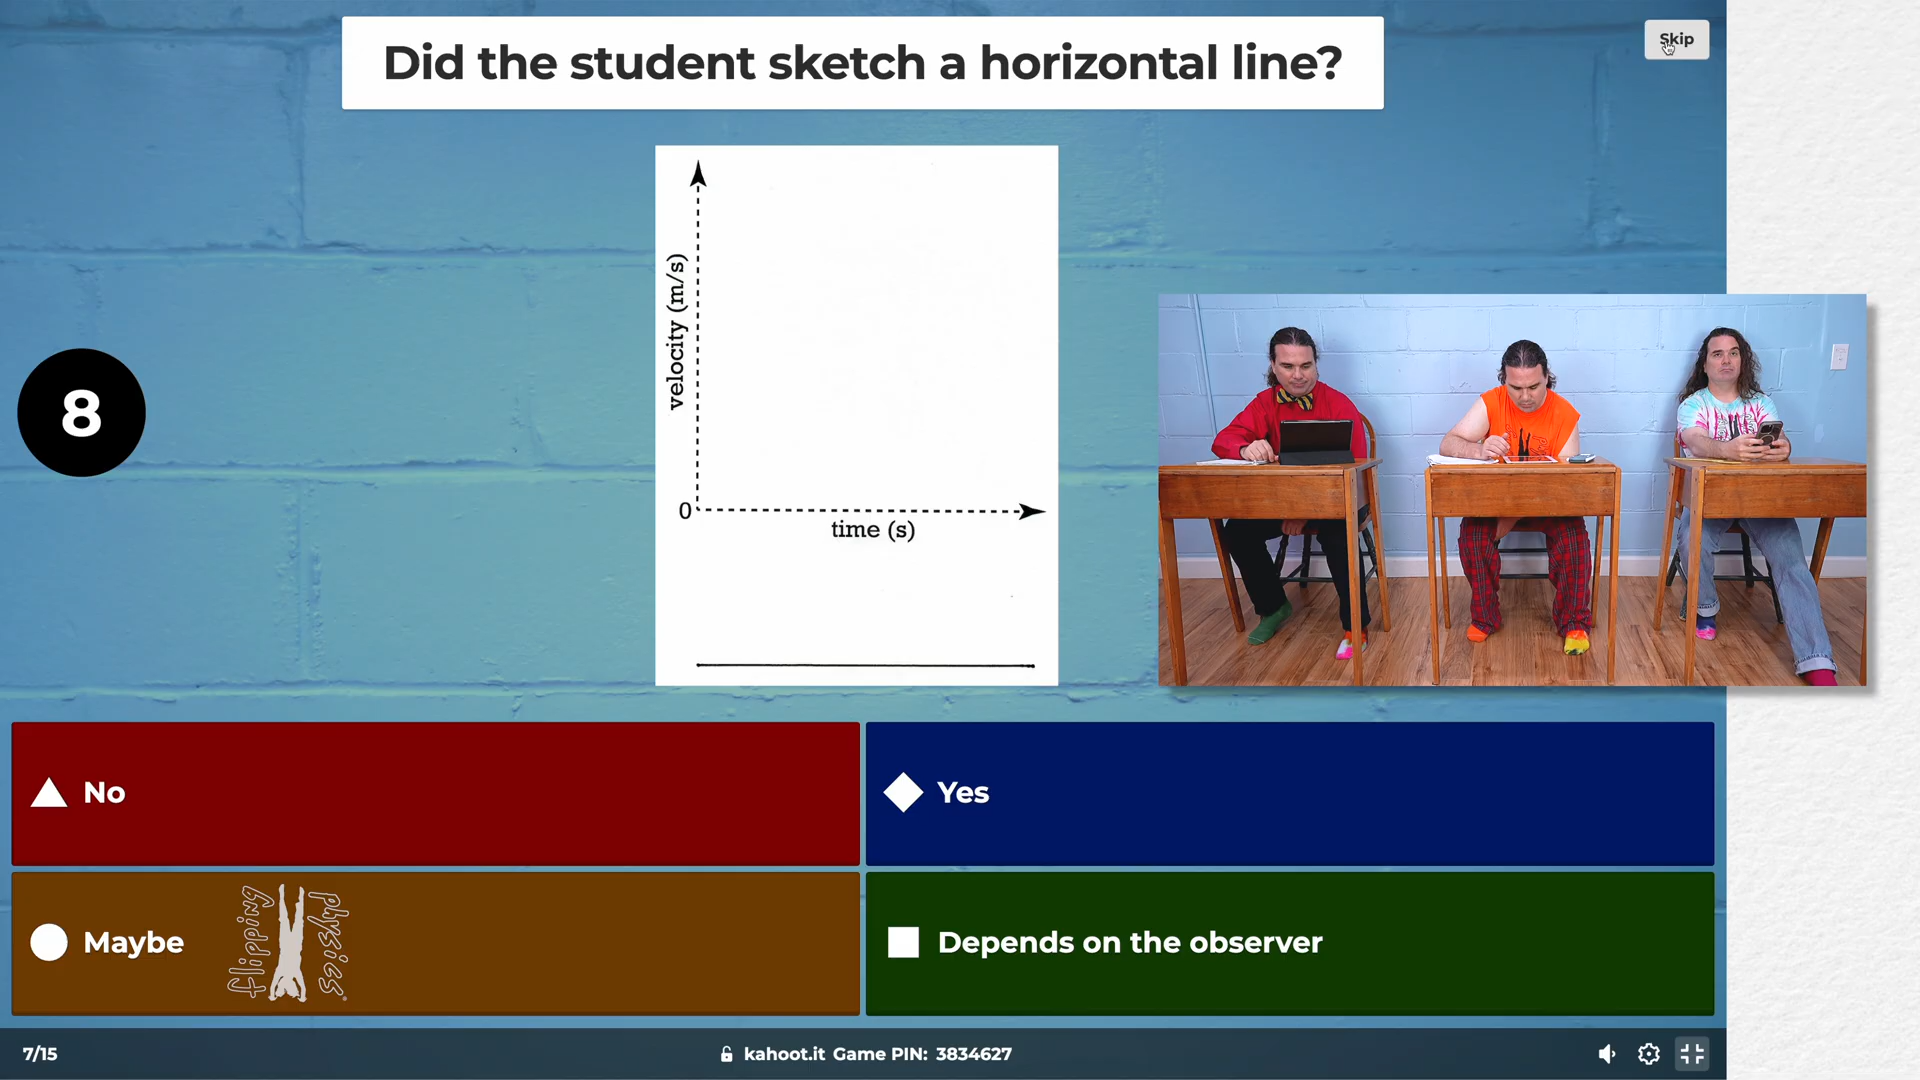 Did the student sketch a horizontal line?
Skip
velocity (m/s)
0
time (s)
8
No
Yes
Maybe
flipping
physics
Depends on the observer
7/15
kahoot.it Game PIN: 3834627